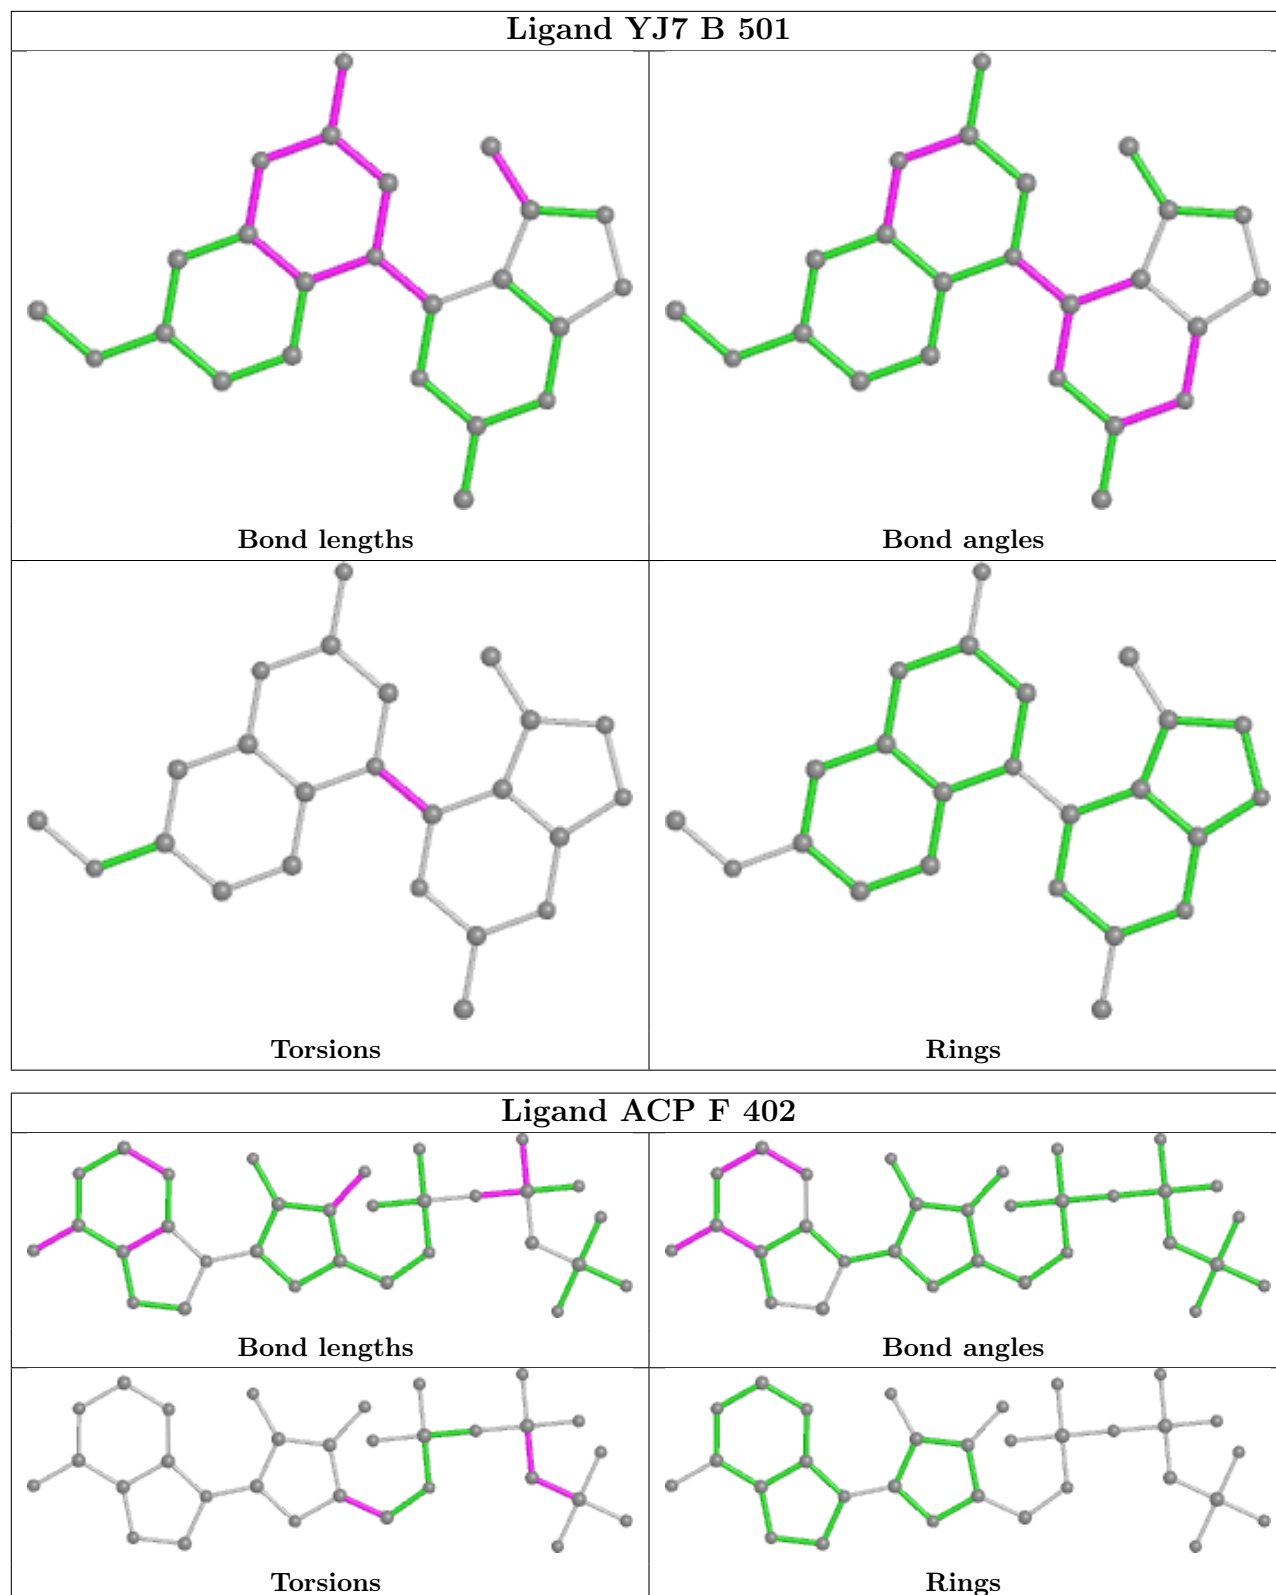 Ligand YJ7 B 501
Bond lengths
Bond angles
Torsions
Rings
Ligand ACP F 402
Bond lengths
Bond angles
Torsions
Rings